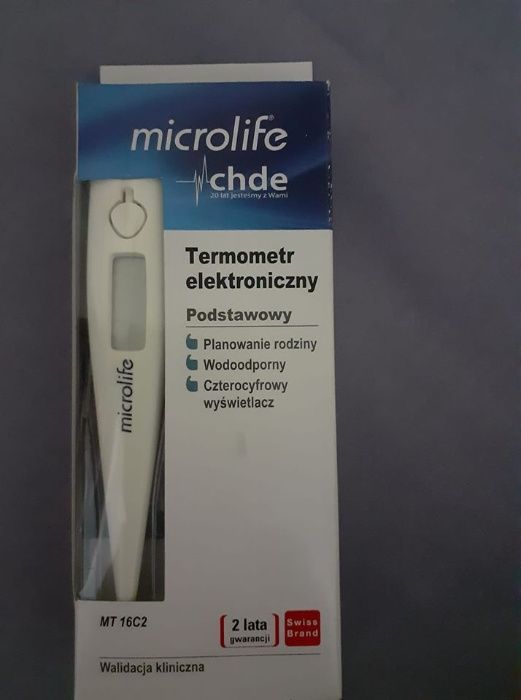 microlife®
chde
20 lat jesteśmy z Wami
Termometr
elektroniczny
Podstawowy
Planowanie rodziny
Wodoodporny
Czterocyfrowy
wyświetlacz
microlife
MT 16C2
2 lata
gwarancji
Swiss
Brand
Walidacja kliniczna